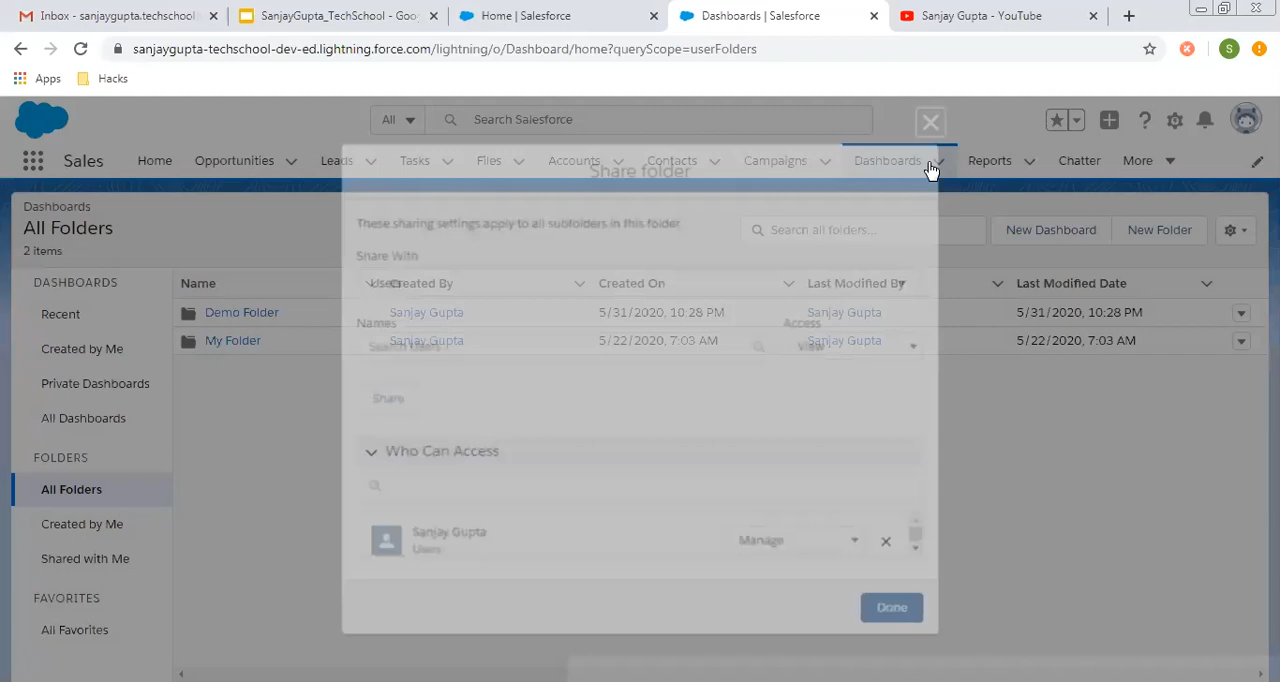 Inbox - sanjaygupta.techschool
SanjayGupta_TechSchool - Goo
Home | Salesforce
Dashboards | Salesforce
Sanjay Gupta - YouTube
sanjaygupta-techschool-dev-ed.lightning.force.com/lightning/o/Dashboard/home?queryScope=userFolders
S
Apps
Hacks
All
Search Salesforce
Sales
Home
Opportunities
Leads
Tasks
Files
Accounts
Contacts
Campaigns
Dashboards
Reports
Chatter
More
Share folder
Dashboards
All Folders
2 items
These sharing settings apply to all subfolders in this folder.
Search all folders...
New Dashboard
New Folder
Share With
Users
DASHBOARDS
Recent
Created by Me
Private Dashboards
All Dashboards
FOLDERS
All Folders
Created by Me
Shared with Me
FAVORITES
All Favorites
Name
Created By
Created On
Last Modified By
Last Modified Date
Demo Folder
Sanjay Gupta
5/31/2020, 10:28 PM
Sanjay Gupta
5/31/2020, 10:28 PM
My Folder
Sanjay Gupta
5/22/2020, 7:03 AM
Sanjay Gupta
5/22/2020, 7:03 AM
Names
Access
View
Share
Who Can Access
Sanjay Gupta
Users
Manage
Done